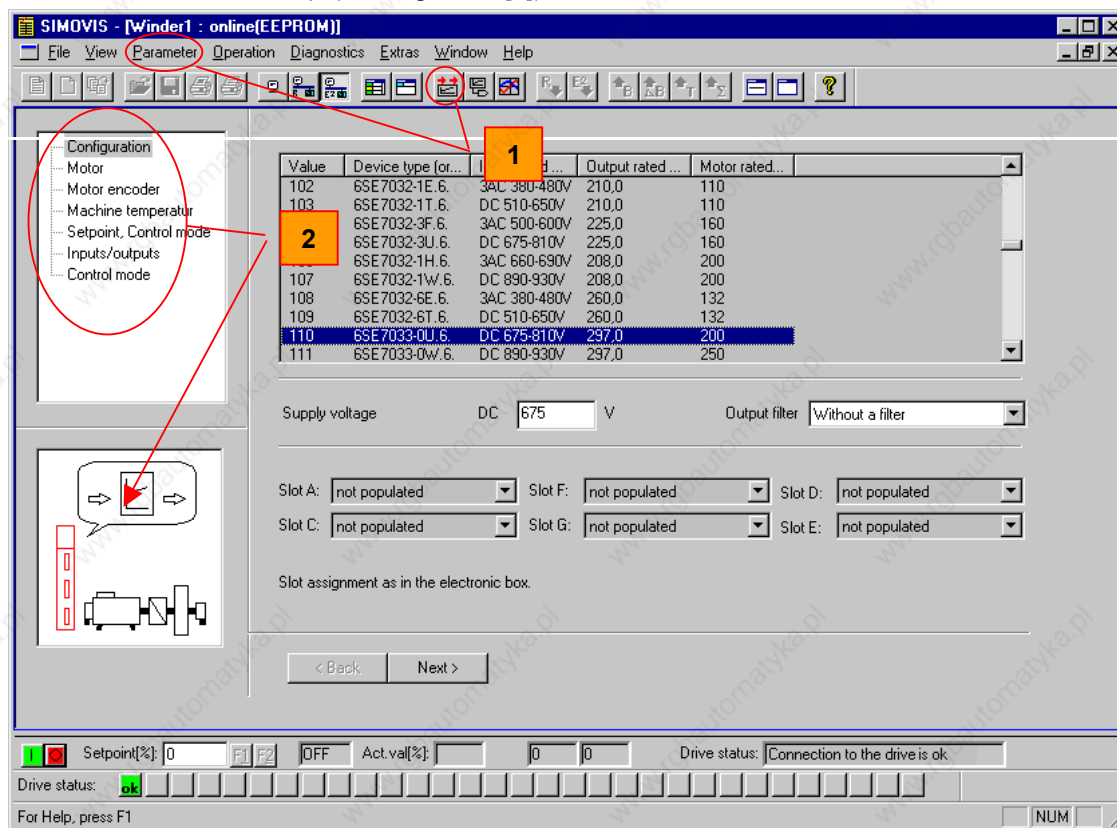 SIMOVIS - [Winder1 : online(EEPROM)]
File View Parameter Operation Diagnostics Extras Window Help
1
2
Configuration
Motor
Motor encoder
Machine temperatur
Setpoint, Control mode
Inputs/outputs
Control mode
Value Device type (or... Output rated ... Motor rated...
102 6SE7032-1E.6. 3AC 380-480V 210,0 110
103 6SE7032-1T.6. DC 510-650V 210,0 110
6SE7032-3F.6. 3AC 500-600V 225,0 160
6SE7032-3U.6. DC 675-810V 225,0 160
6SE7032-1H.6. 3AC 660-690V 208,0 200
107 6SE7032-1W.6. DC 890-930V 208,0 200
108 6SE7032-6E.6. 3AC 380-480V 260,0 132
109 6SE7032-6T.6. DC 510-650V 260,0 132
110 6SE7033-0U.6. DC 675-810V 297,0 200
111 6SE7033-0W.6. DC 890-930V 297,0 250
Supply voltage DC 675 V Output filter Without a filter
Slot A: not populated Slot F: not populated Slot D: not populated
Slot C: not populated Slot G: not populated Slot E: not populated
Slot assignment as in the electronic box.
< Back Next >
Setpoint[%]: 0 F1 F2 OFF Act.val[%]: 0 0 Drive status: Connection to the drive is ok
Drive status: ok
For Help, press F1 NUM
www.rgbautomatyka.pl